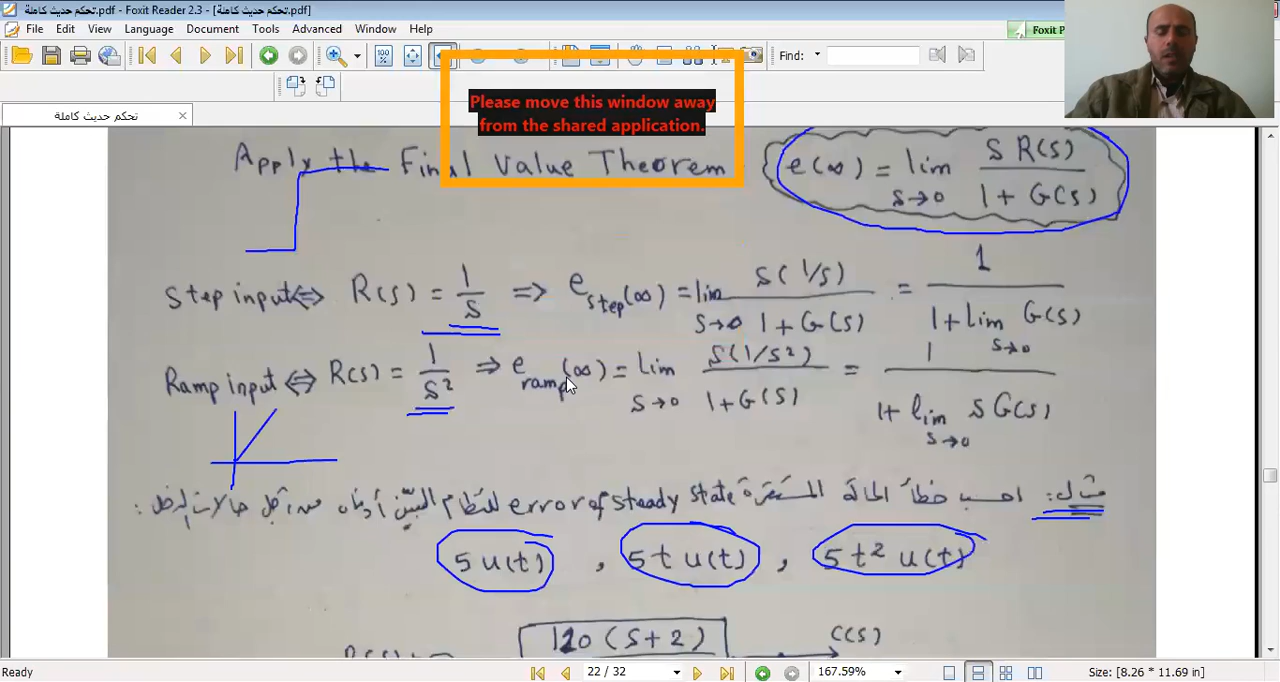 تحكم حديث كاملة.pdf - Foxit Reader 2.3 - [تحكم حديث كاملة.pdf]
File Edit View Language Document Tools Advanced Window Help
Foxit P
Find:
تحكم حديث كاملة
Please move this window away
from the shared application.
Apply the Final Value Theorem e(∞) = lim s→0 S R(s) / 1 + G(s)
Step input ⇔ R(s) = 1/s ⇒ e step(∞) = lim s→0 S(1/s) / 1 + G(s) = 1 / 1 + lim s→0 G(s)
Ramp input ⇔ R(s) = 1/s² ⇒ e ramp(∞) = lim s→0 S(1/s²) / 1 + G(s) = 1 / 1 + lim s→0 S G(s)
مثال: احسب خطأ الحالة المستقرة error of steady state للنظام المبيّن أدناه من أجل حالات الدخل:
5 u(t) , 5 t u(t) , 5 t² u(t)
120 (S+2) C(S)
R(S)
Ready 22 / 32 167.59% Size: [8.26 * 11.69 in]